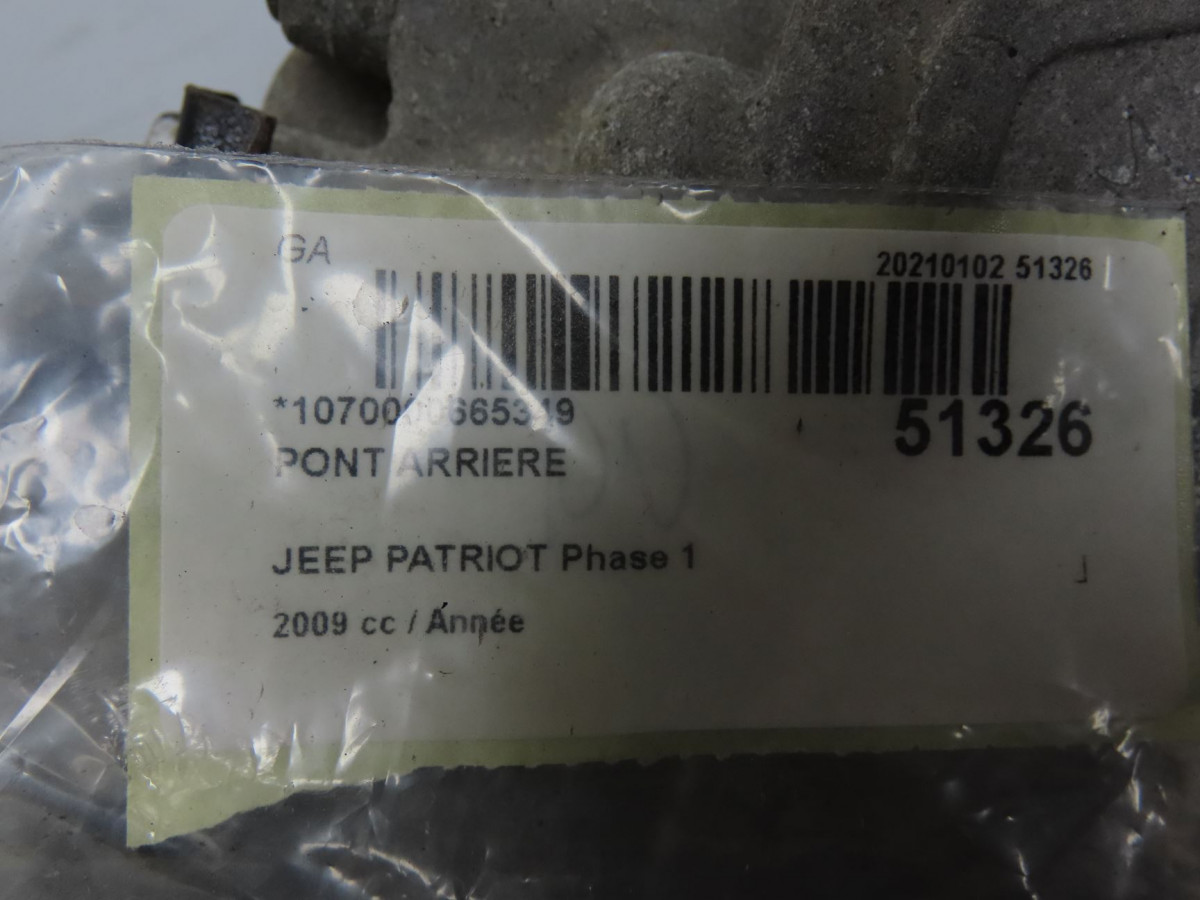 GA
20210102 51326
51326
PONT ARRIERE
JEEP PATRIOT Phase 1
2009 cc / Année